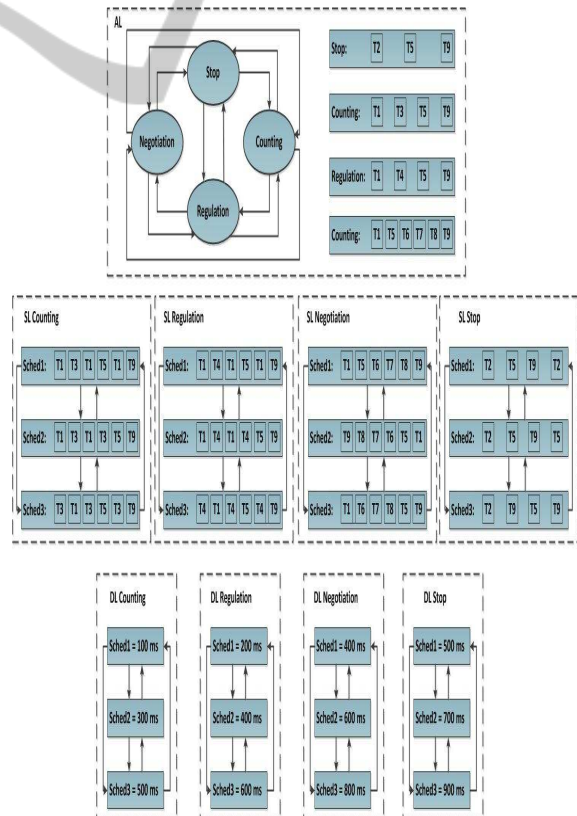 AL
Stop
Negotiation
Counting
Regulation
Stop: T2 T5 T9
Counting: T1 T3 T5 T9
Regulation: T1 T4 T5 T9
Counting: T1 T5 T6 T7 T8 T9
SL Counting
Sched1: T1 T3 T1 T5 T1 T9
Sched2: T1 T3 T1 T3 T5 T9
Sched3: T3 T1 T3 T5 T3 T9
SL Regulation
Sched1: T1 T4 T1 T5 T1 T9
Sched2: T1 T4 T1 T4 T5 T9
Sched3: T4 T1 T4 T5 T4 T9
SL Negotiation
Sched1: T1 T5 T6 T7 T8 T9
Sched2: T9 T8 T7 T6 T5 T1
Sched3: T1 T6 T7 T8 T5 T9
SL Stop
Sched1: T2 T5 T9 T2
Sched2: T2 T5 T9 T5
Sched3: T2 T9 T5 T9
DL Counting
Sched1 = 100 ms
Sched2 = 300 ms
Sched3 = 500 ms
DL Regulation
Sched1 = 200 ms
Sched2 = 400 ms
Sched3 = 600 ms
DL Negotiation
Sched1 = 400 ms
Sched2 = 600 ms
Sched3 = 800 ms
DL Stop
Sched1 = 500 ms
Sched2 = 700 ms
Sched3 = 900 ms